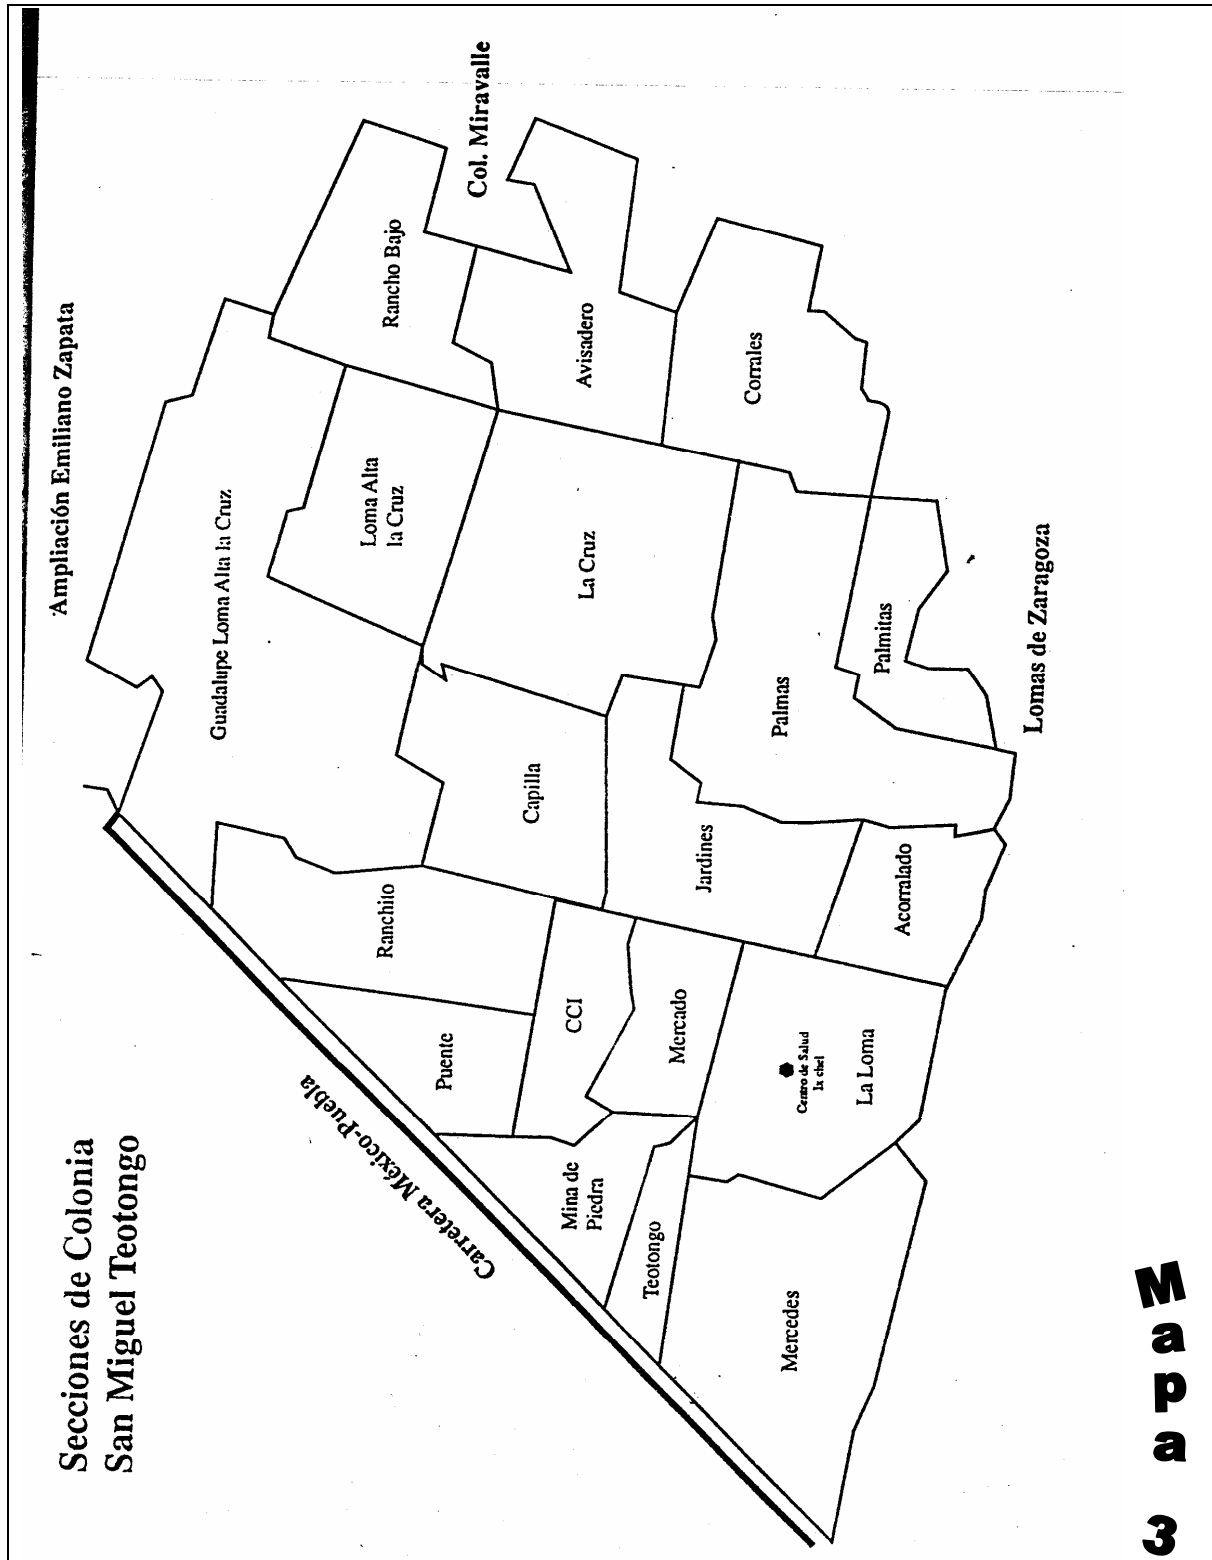 Secciones de Colonia
San Miguel Teotongo
Ampliación Emiliano Zapata
Col. Miravalle
Carretera México-Puebla
Guadalupe Loma Alta la Cruz
Rancho Bajo
Loma Alta
la Cruz
Avisadero
Corrales
La Cruz
Capilla
Ranchito
Puente
CCI
Mercado
Jardines
Palmas
Palmitas
Acorralado
Mina de
Piedra
Teotongo
Centro de Salud
Ix chel
La Loma
Mercedes
Lomas de Zaragoza
Mapa 3